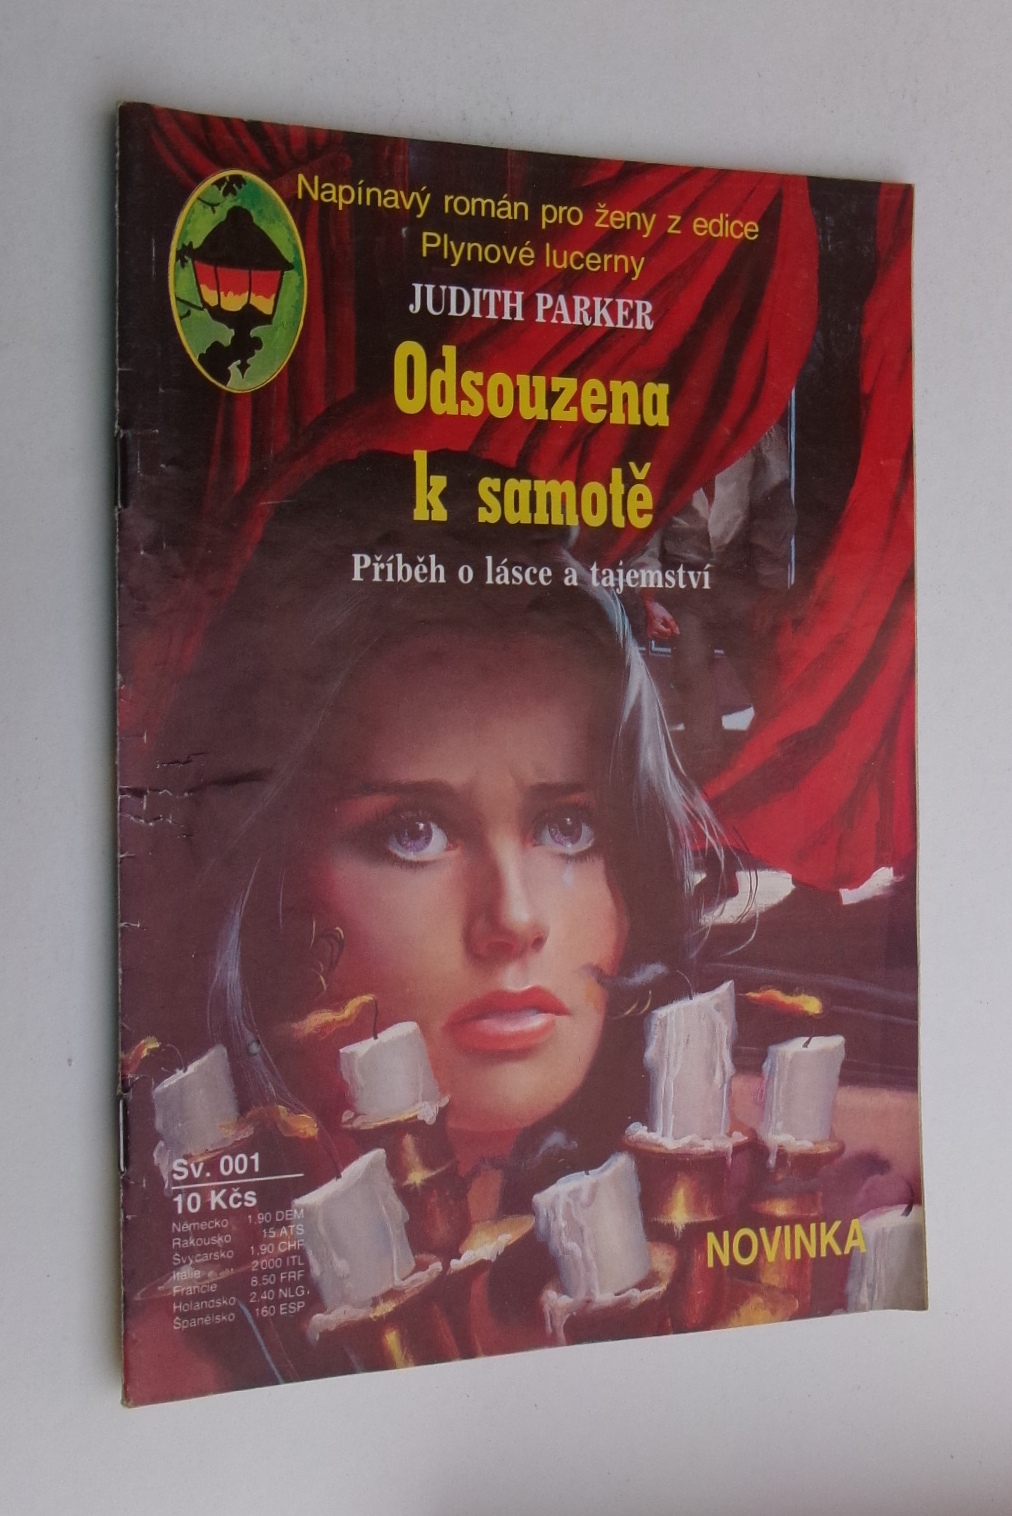 Napínavý román pro ženy z edice
Plynové lucerny
JUDITH PARKER
Odsouzena
k samotě
Příběh o lásce a tajemství
Sv. 001
10 Kčs
Německo 1,90 DEM
Rakousko 15 ATS
Švýcarsko 1,90 CHF
Itálie 2000 ITL
Francie 8,50 FRF
Holandsko 2,40 NLG
Španělsko 160 ESP
NOVINKA